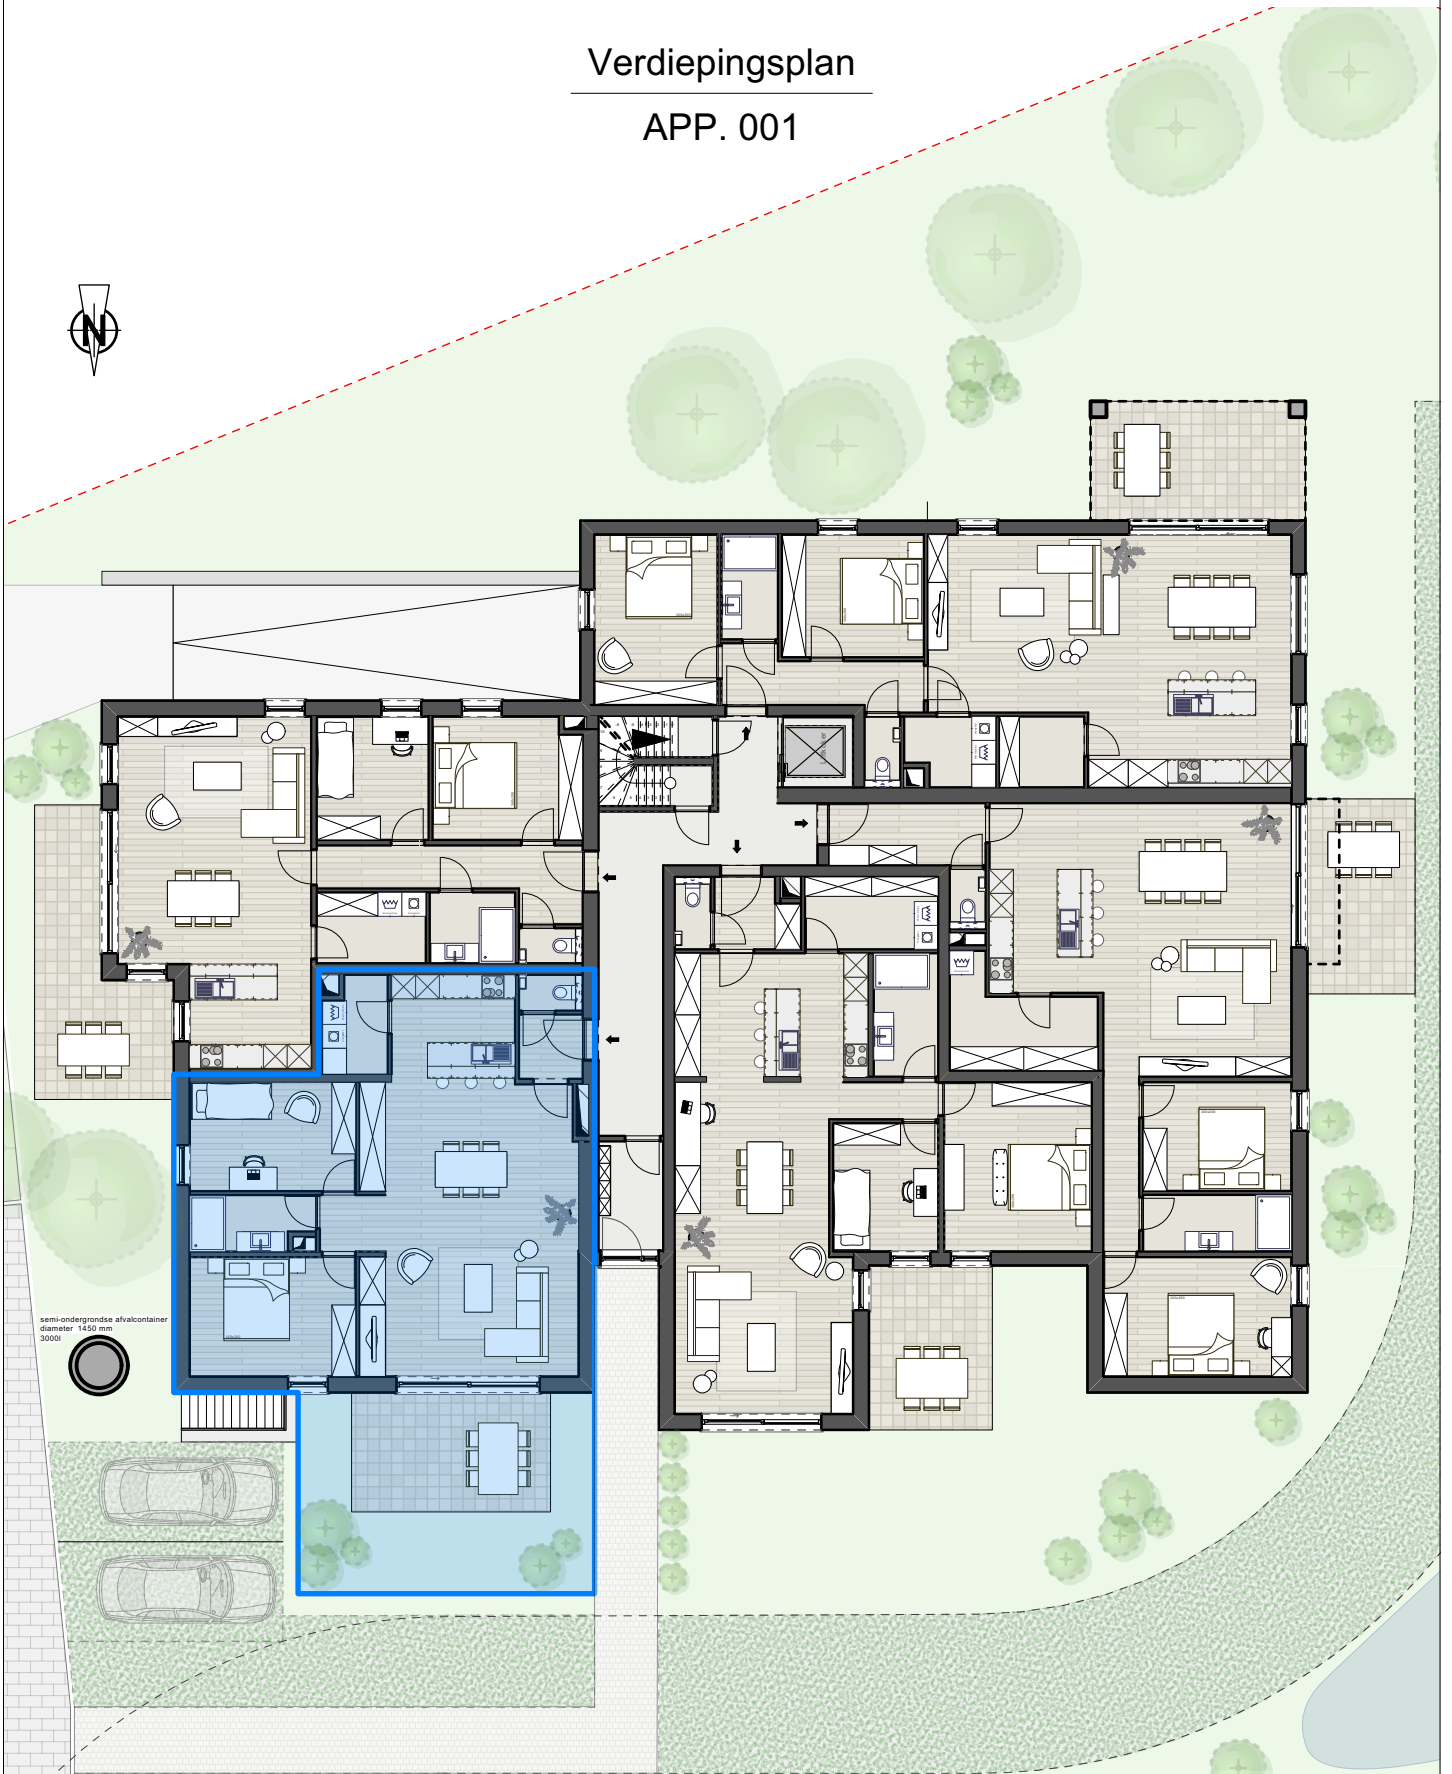 Verdiepingsplan
APP. 001
N
semi-ondergrondse afvalcontainer
diameter 1450 mm
3000l